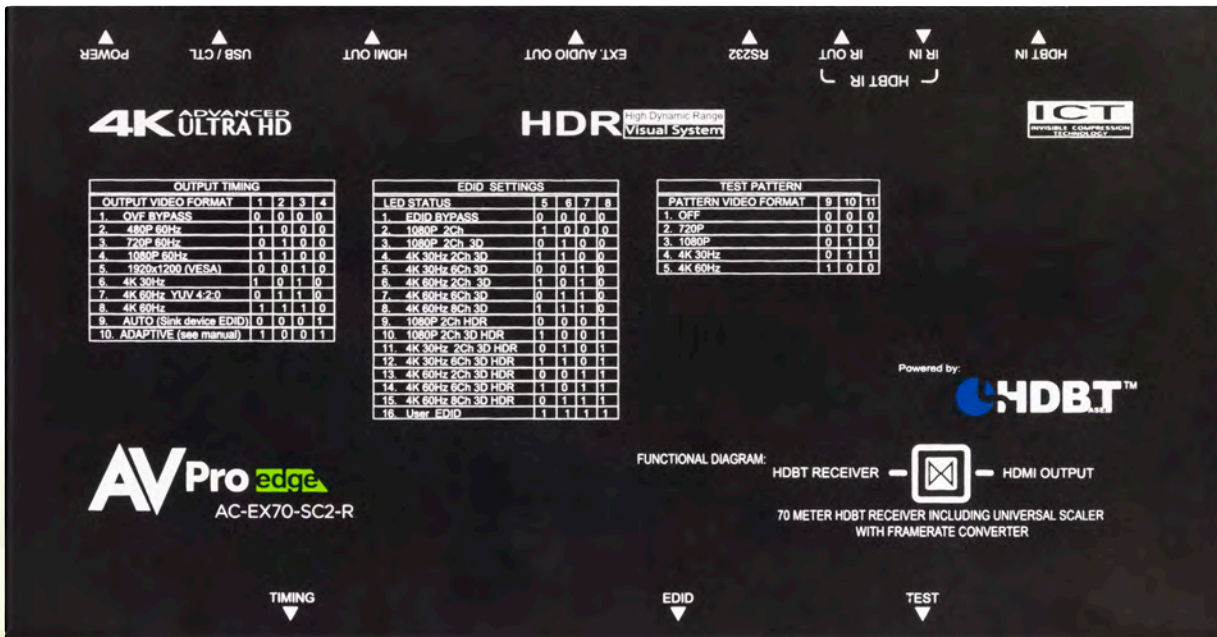 POWER USB / CTL HDMI OUT EXT. AUDIO OUT RS232 IR OUT IR IN HDBT IN
HDBT IR
4K ADVANCED ULTRA HD
HDR High Dynamic Range Visual System
ICT
INVISIBLE COMPRESSION
TECHNOLOGY
OUTPUT TIMING
OUTPUT VIDEO FORMAT 1 2 3 4
1. OVF BYPASS 0 0 0 0
2. 480P 60Hz 1 0 0 0
3. 720P 60Hz 0 1 0 0
4. 1080P 60Hz 1 1 0 0
5. 1920x1200 (VESA) 0 0 1 0
6. 4K 30Hz 1 0 1 0
7. 4K 60Hz YUV 4:2:0 0 1 1 0
8. 4K 60Hz 1 1 1 0
9. AUTO (Sink device EDID) 0 0 0 1
10. ADAPTIVE (see manual) 1 0 0 1
EDID SETTINGS
LED STATUS 5 6 7 8
1. EDID BYPASS 0 0 0 0
2. 1080P 2Ch 1 0 0 0
3. 1080P 2Ch 3D 0 1 0 0
4. 4K 30Hz 2Ch 3D 1 1 0 0
5. 4K 30Hz 6Ch 3D 0 0 1 0
6. 4K 60Hz 2Ch 3D 1 0 1 0
7. 4K 60Hz 6Ch 3D 0 1 1 0
8. 4K 60Hz 8Ch 3D 1 1 1 0
9. 1080P 2Ch HDR 0 0 0 1
10. 1080P 2Ch 3D HDR 1 0 0 1
11. 4K 30Hz 2Ch 3D HDR 0 1 0 1
12. 4K 30Hz 6Ch 3D HDR 1 1 0 1
13. 4K 60Hz 2Ch 3D HDR 0 0 1 1
14. 4K 60Hz 6Ch 3D HDR 1 0 1 1
15. 4K 60Hz 8Ch 3D HDR 0 1 1 1
16. User EDID 1 1 1 1
TEST PATTERN
PATTERN VIDEO FORMAT 9 10 11
1. OFF 0 0 0
2. 720P 0 0 1
3. 1080P 0 1 0
4. 4K 30Hz 0 1 1
5. 4K 60Hz 1 0 0
Powered by:
HDBT ASE. TM
AVPro edge
AC-EX70-SC2-R
FUNCTIONAL DIAGRAM:
HDBT RECEIVER HDMI OUTPUT
70 METER HDBT RECEIVER INCLUDING UNIVERSAL SCALER
WITH FRAMERATE CONVERTER
TIMING EDID TEST